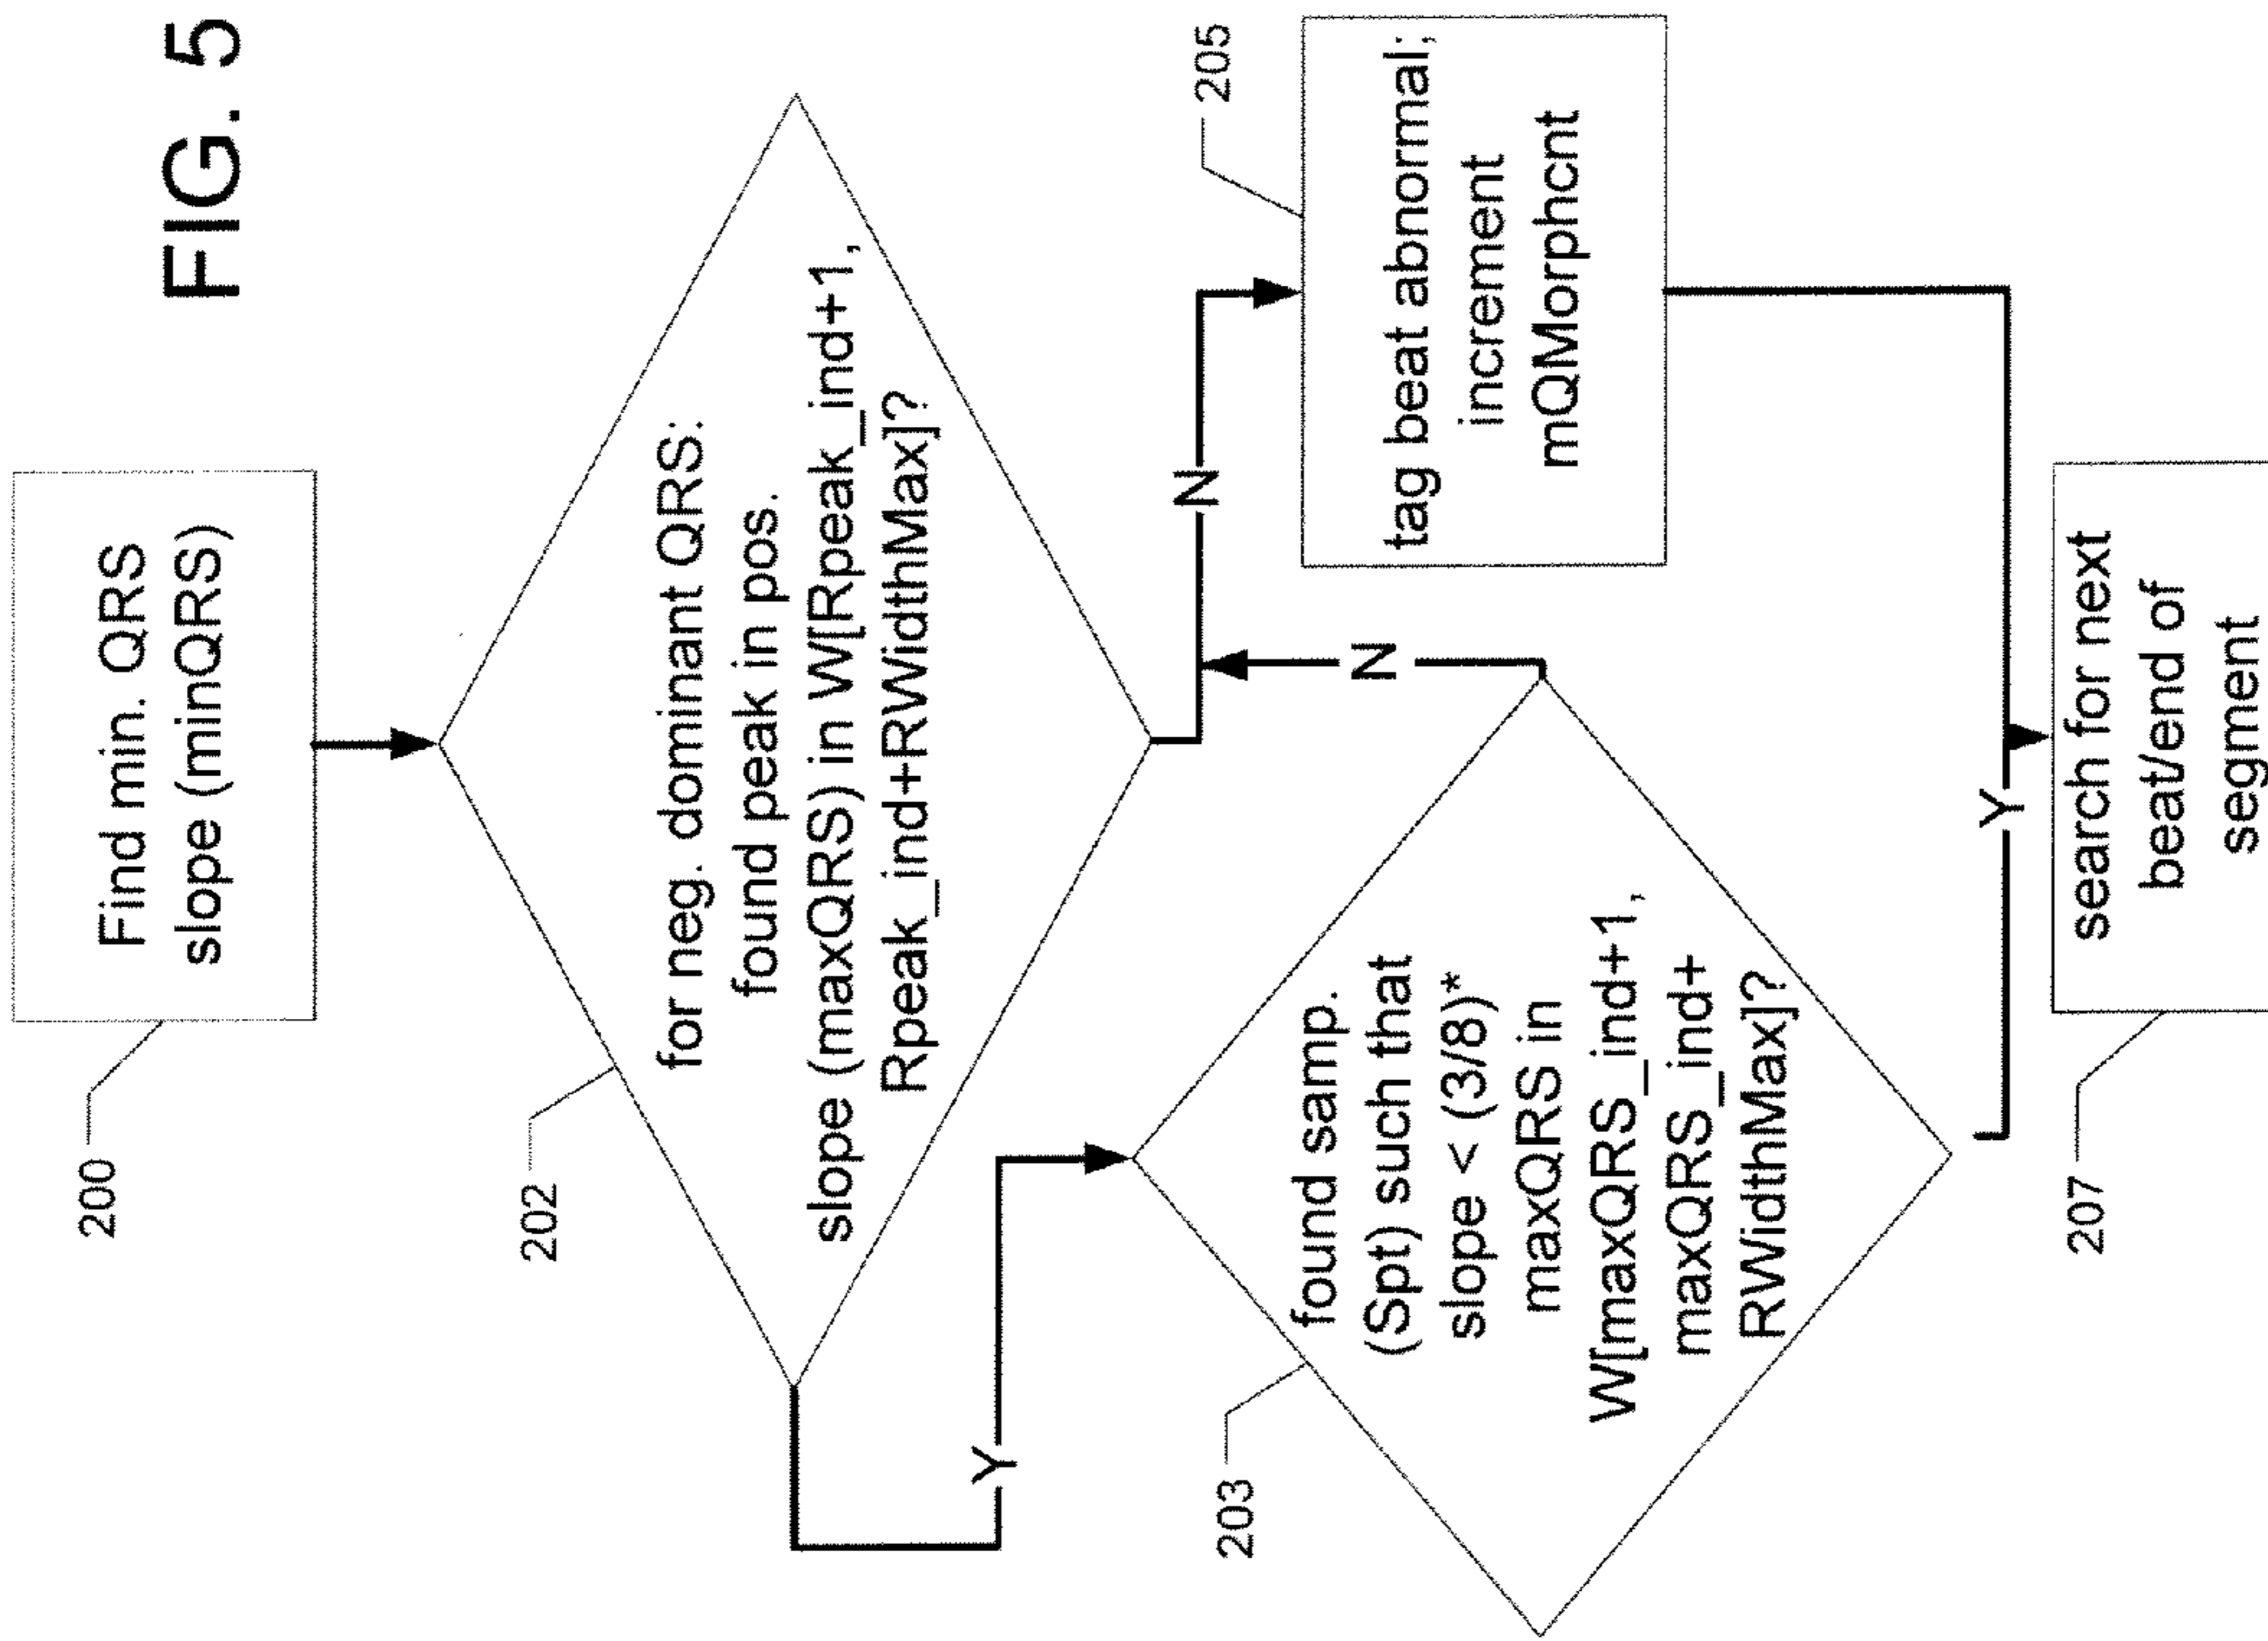 FIG. 5
200
Find min. QRS
slope (minQRS)
202
for neg. dominant QRS:
found peak in pos.
slope (maxQRS) in W[Rpeak_ind+1,
Rpeak_ind+RWidthMax]?
Y
N
203
found samp.
(Spt) such that
slope < (3/8)*
maxQRS in
W[maxQRS_ind+1,
maxQRS_ind+
RWidthMax]?
N
205
tag beat abnormal;
increment
mQMorphcnt
Y
207
search for next
beat/end of
segment